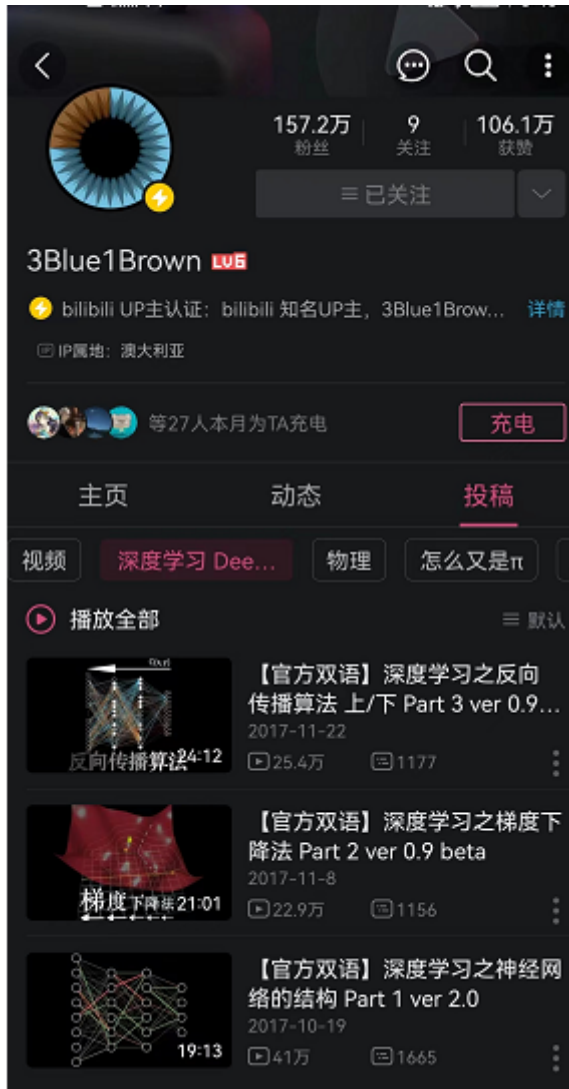 157.2万
9
106.1万
粉丝
关注
获赞
已关注
3Blue1Brown LV6
bilibili UP主认证：bilibili 知名UP主，3Blue1Brow... 详情
IP属地：澳大利亚
等27人本月为TA充电
充电
主页
动态
投稿
视频
深度学习 Dee...
物理
怎么又是π
播放全部
默认
【官方双语】深度学习之反向
传播算法 上/下 Part 3 ver 0.9...
2017-11-22
25.4万
1177
反向传播算法
24:12
【官方双语】深度学习之梯度下
降法 Part 2 ver 0.9 beta
2017-11-8
22.9万
1156
梯度下降法
21:01
【官方双语】深度学习之神经网
络的结构 Part 1 ver 2.0
2017-10-19
41万
1665
19:13